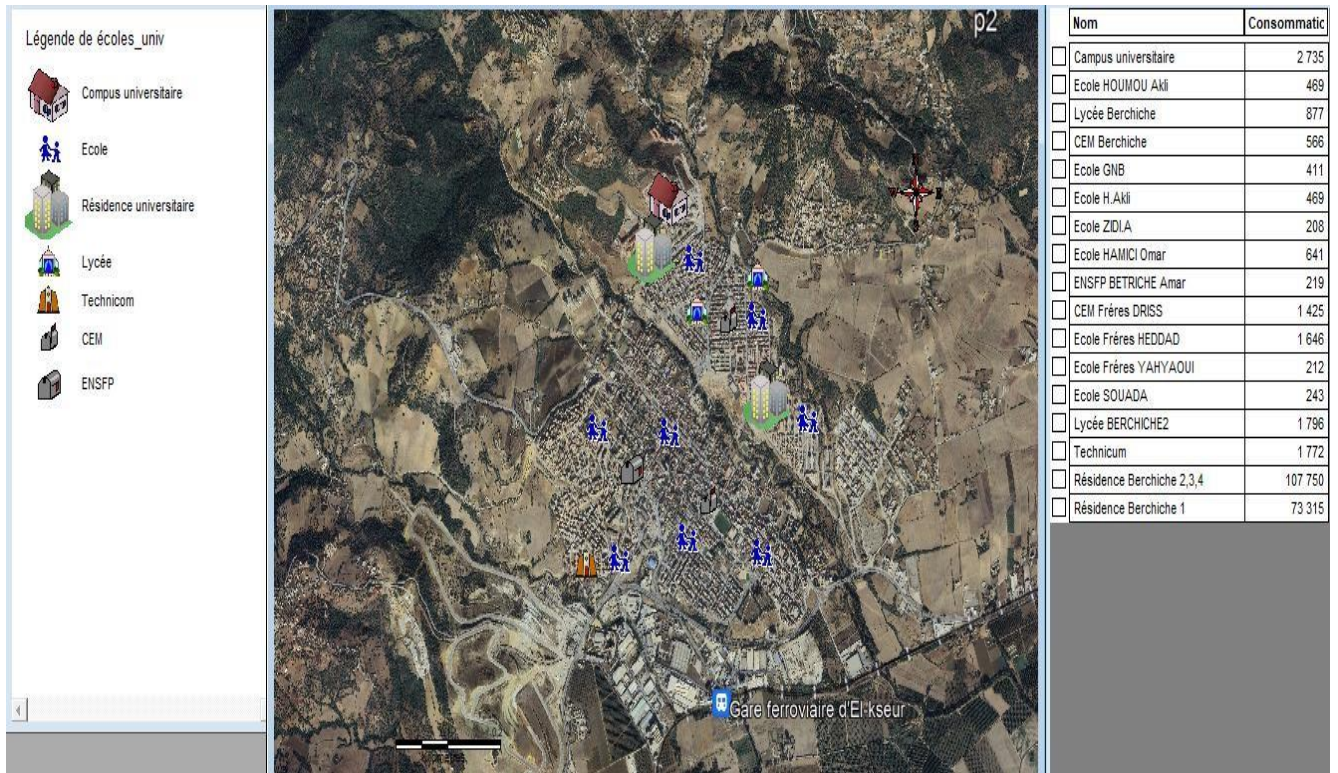 Légende de écoles_univ
Compus universitaire
Ecole
Résidence universitaire
Lycée
Technicom
CEM
ENSFP
p2
Gare ferroviaire d'El-kseur
Nom Consommatic
Campus universitaire 2 735
Ecole HOUMOU Akli 469
Lycée Berchiche 877
CEM Berchiche 566
Ecole GNB 411
Ecole H.Akli 469
Ecole ZIDI.A 208
Ecole HAMICI Omar 641
ENSFP BETRICHE Amar 219
CEM Fréres DRISS 1 425
Ecole Fréres HEDDAD 1 646
Ecole Fréres YAHYAOUI 212
Ecole SOUADA 243
Lycée BERCHICHE2 1 796
Technicum 1 772
Résidence Berchiche 2,3,4 107 750
Résidence Berchiche 1 73 315